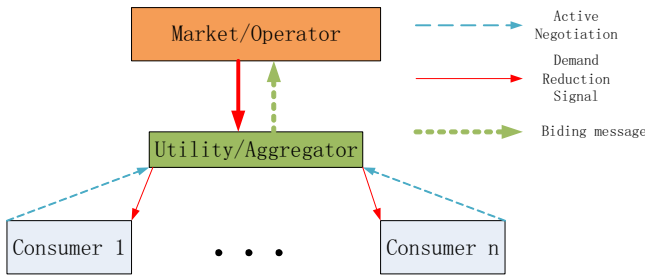 Market/Operator
Active
Negotiation
Demand
Reduction
Signal
Biding message
Utility/Aggregator
Consumer 1
. . .
Consumer n